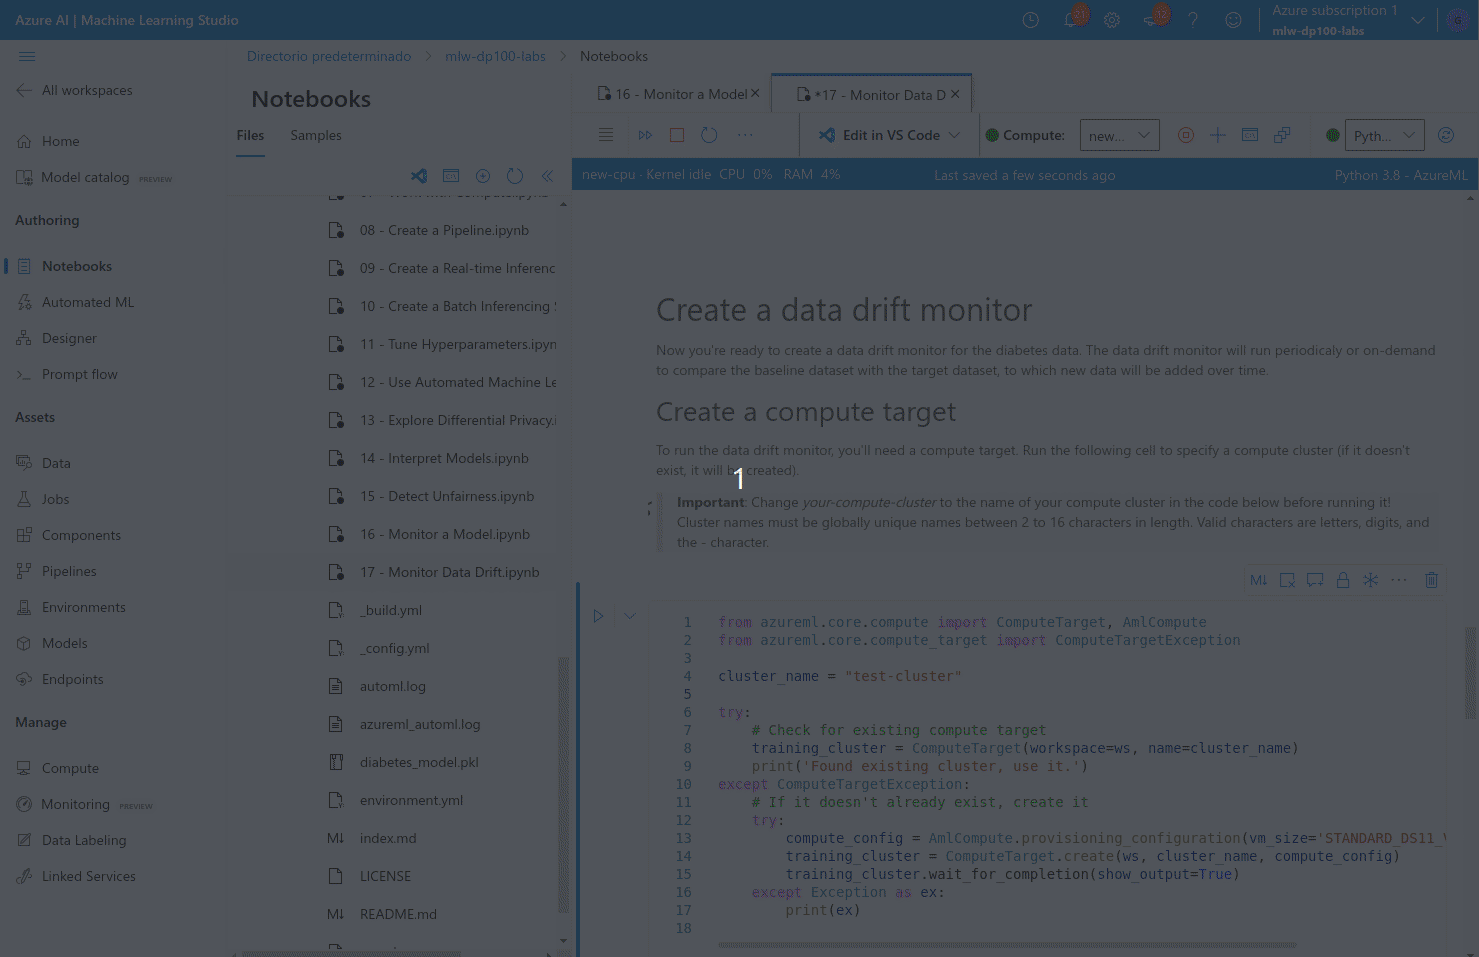 Azure AI | Machine Learning Studio
21
12
Azure subscription 1
mlw-dp100-labs
Directorio predeterminado > mlw-dp100-labs > Notebooks
All workspaces
Home
Model catalog PREVIEW
Authoring
Notebooks
Automated ML
Designer
Prompt flow
Assets
Data
Jobs
Components
Pipelines
Environments
Models
Endpoints
Manage
Compute
Monitoring PREVIEW
Data Labeling
Linked Services
Notebooks
Files Samples
08 - Create a Pipeline.ipynb
09 - Create a Real-time Inferenc
10 - Create a Batch Inferencing
11 - Tune Hyperparameters.ipyn
12 - Use Automated Machine Le
13 - Explore Differential Privacy.i
14 - Interpret Models.ipynb
15 - Detect Unfairness.ipynb
16 - Monitor a Model.ipynb
17 - Monitor Data Drift.ipynb
_build.yml
_config.yml
automl.log
azureml_automl.log
diabetes_model.pkl
environment.yml
M↓ index.md
LICENSE
M↓ README.md
16 - Monitor a Model × *17 - Monitor Data D ×
Edit in VS Code Compute: new... Pyth...
new-cpu · Kernel idle CPU 0% RAM 4% Last saved a few seconds ago Python 3.8 - AzureML
Create a data drift monitor
Now you're ready to create a data drift monitor for the diabetes data. The data drift monitor will run periodicaly or on-demand
to compare the baseline dataset with the target dataset, to which new data will be added over time.
Create a compute target
To run the data drift monitor, you'll need a compute target. Run the following cell to specify a compute cluster (if it doesn't
exist, it will be created).
1
Important: Change your-compute-cluster to the name of your compute cluster in the code below before running it!
Cluster names must be globally unique names between 2 to 16 characters in length. Valid characters are letters, digits, and
the - character.
M↓
1 from azureml.core.compute import ComputeTarget, AmlCompute
2 from azureml.core.compute_target import ComputeTargetException
3
4 cluster_name = "test-cluster"
5
6 try:
7 # Check for existing compute target
8 training_cluster = ComputeTarget(workspace=ws, name=cluster_name)
9 print('Found existing cluster, use it.')
10 except ComputeTargetException:
11 # If it doesn't already exist, create it
12 try:
13 compute_config = AmlCompute.provisioning_configuration(vm_size='STANDARD_DS11_
14 training_cluster = ComputeTarget.create(ws, cluster_name, compute_config)
15 training_cluster.wait_for_completion(show_output=True)
16 except Exception as ex:
17 print(ex)
18